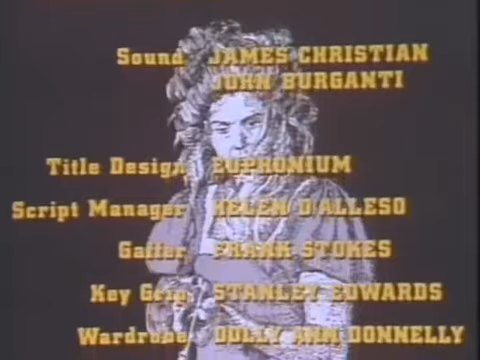 Sound JAMES CHRISTIAN
JOHN BURGANTI
Title Design EUPHONIUM
Script Manager HELEN D'ALLESO
Gaffer FRANK STOKES
Key Grip STANLEY EDWARDS
Wardrobe DOLLY ANN DONNELLY